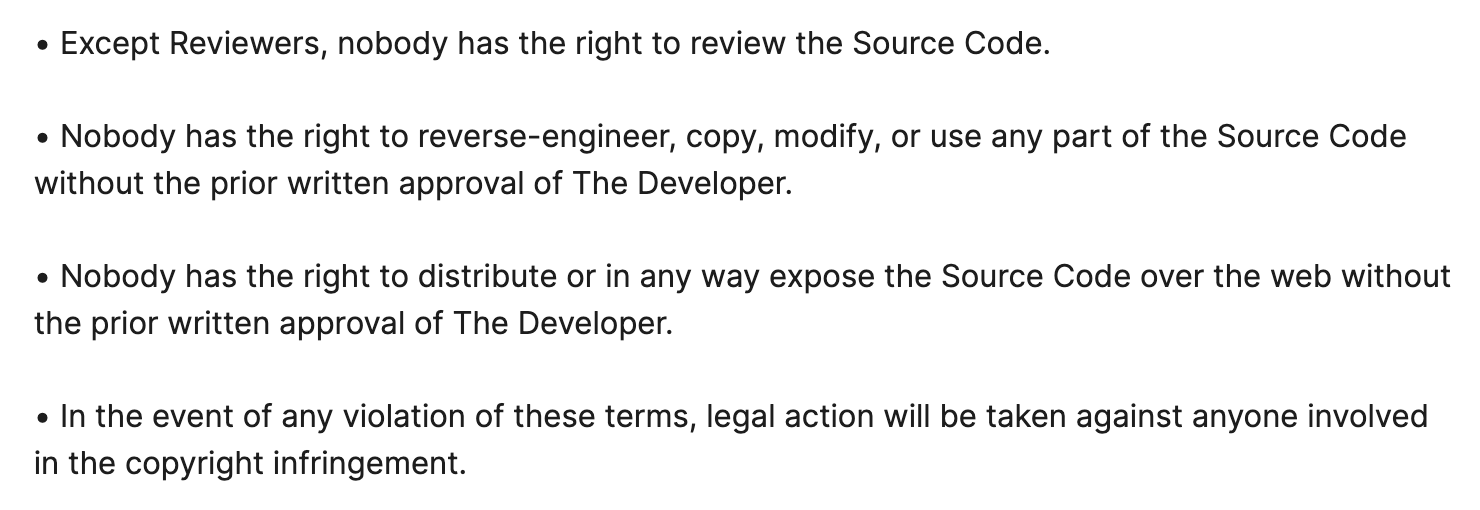 • Except Reviewers, nobody has the right to review the Source Code.
• Nobody has the right to reverse-engineer, copy, modify, or use any part of the Source Code
without the prior written approval of The Developer.
• Nobody has the right to distribute or in any way expose the Source Code over the web without
the prior written approval of The Developer.
• In the event of any violation of these terms, legal action will be taken against anyone involved
in the copyright infringement.